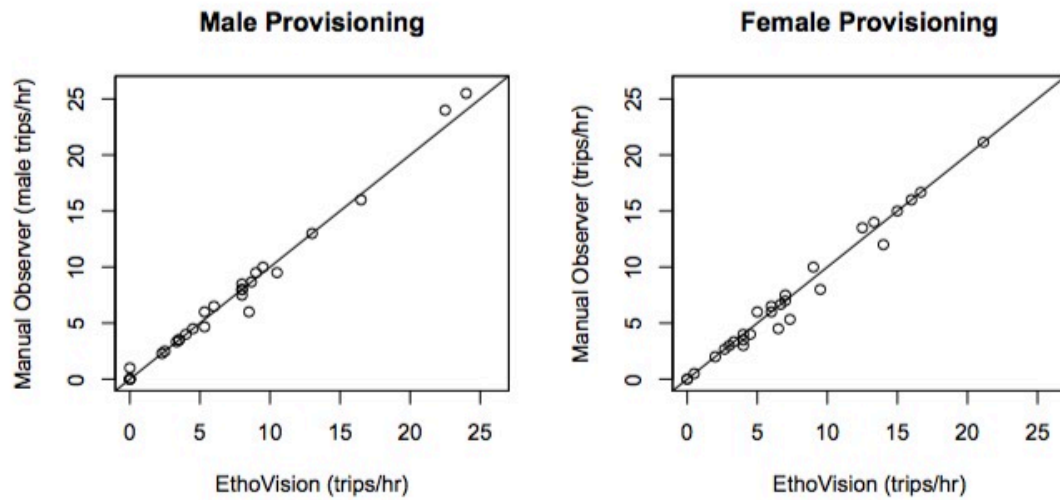 Male Provisioning
Manual Observer (male trips/hr)
25
20
15
10
5
0
0 5 10 15 20 25
EthoVision (trips/hr)
Female Provisioning
Manual Observer (trips/hr)
25
20
15
10
5
0
0 5 10 15 20 25
EthoVision (trips/hr)